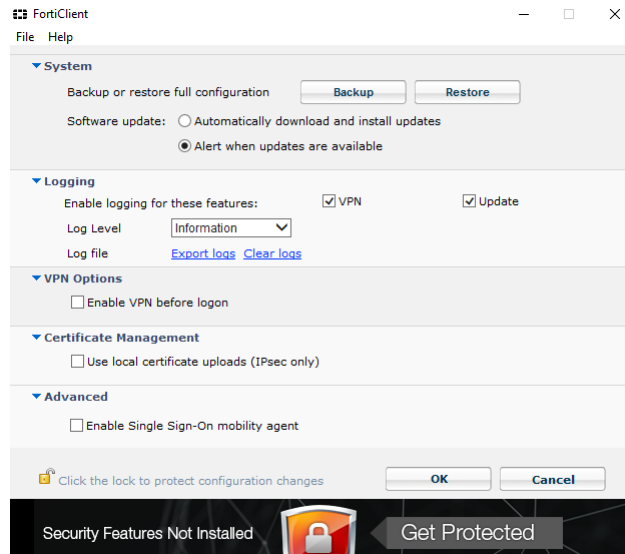 FortiClient
File Help
System
Backup or restore full configuration Backup Restore
Software update: Automatically download and install updates
Alert when updates are available
Logging
Enable logging for these features: VPN Update
Log Level Information
Log file Export logs Clear logs
VPN Options
Enable VPN before logon
Certificate Management
Use local certificate uploads (IPsec only)
Advanced
Enable Single Sign-On mobility agent
Click the lock to protect configuration changes OK Cancel
Security Features Not Installed Get Protected